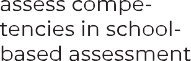 assess compe-
tencies in school-
based assessment